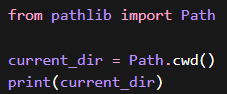 from pathlib import Path
current_dir = Path.cwd()
print(current_dir)